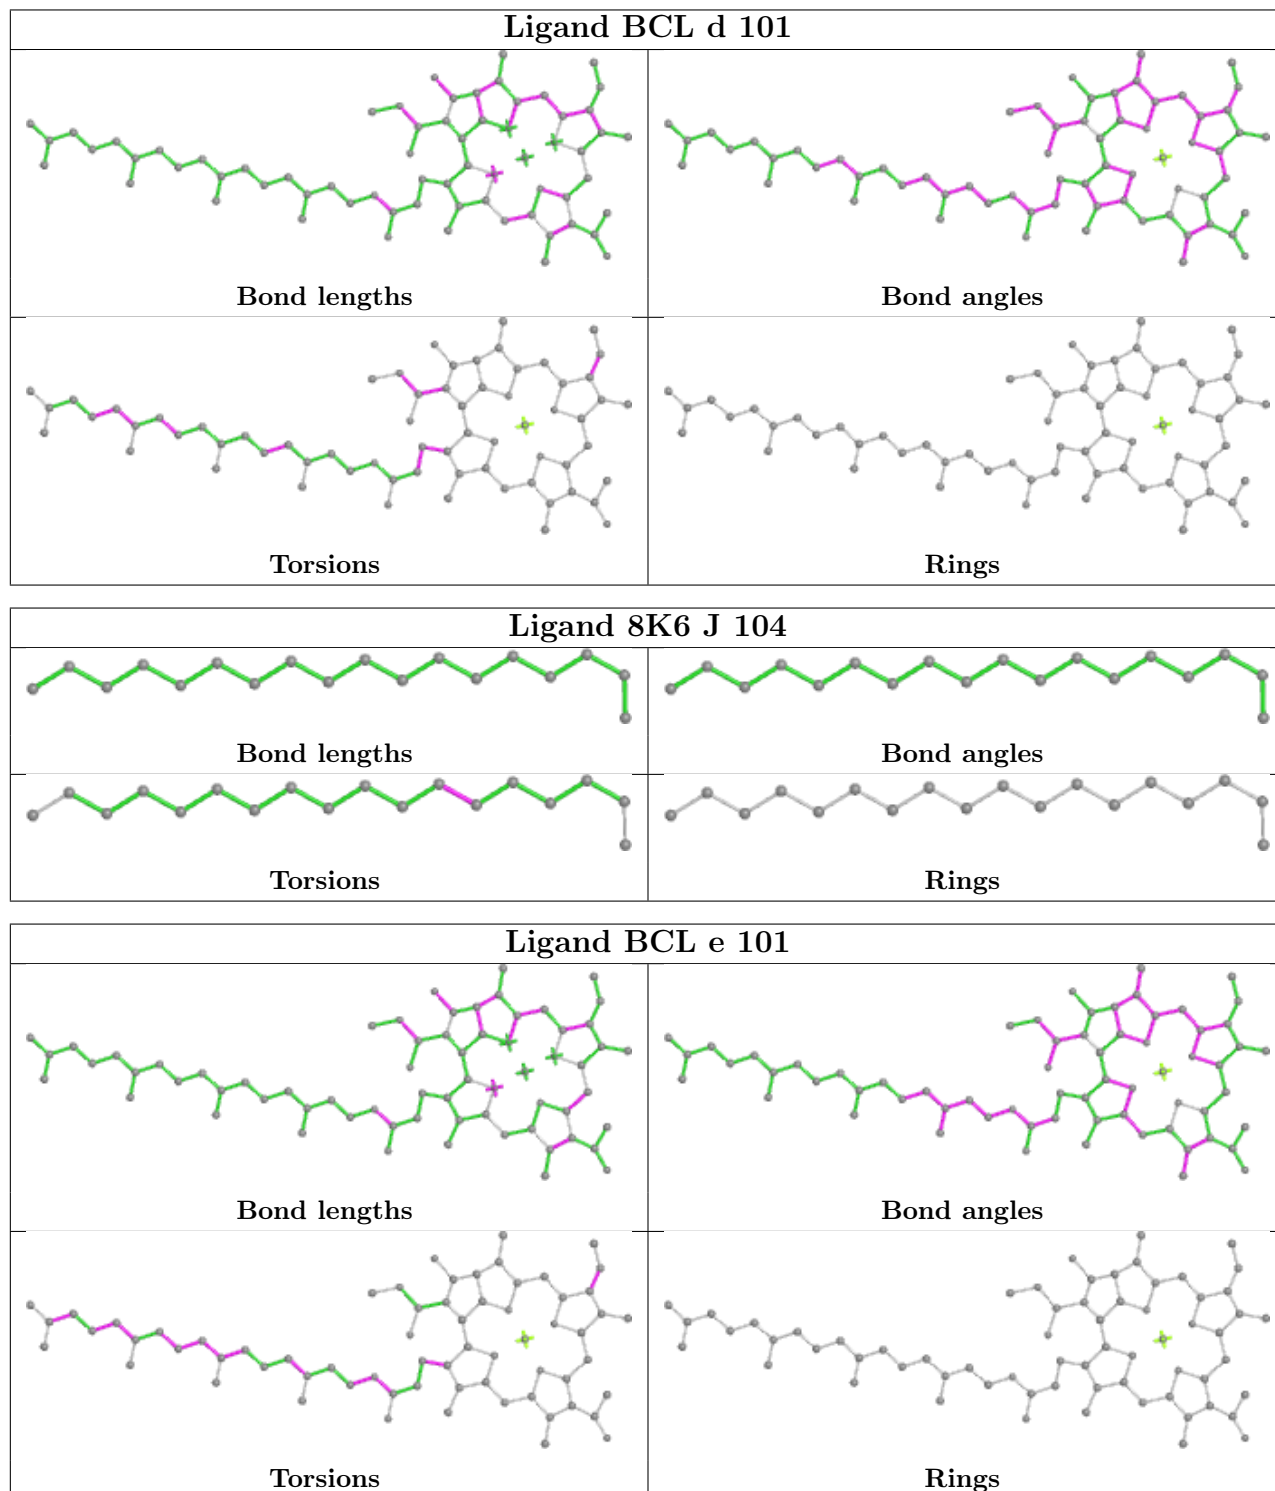 Ligand BCL d 101
Bond lengths
Bond angles
Torsions
Rings
Ligand 8K6 J 104
Bond lengths
Bond angles
Torsions
Rings
Ligand BCL e 101
Bond lengths
Bond angles
Torsions
Rings